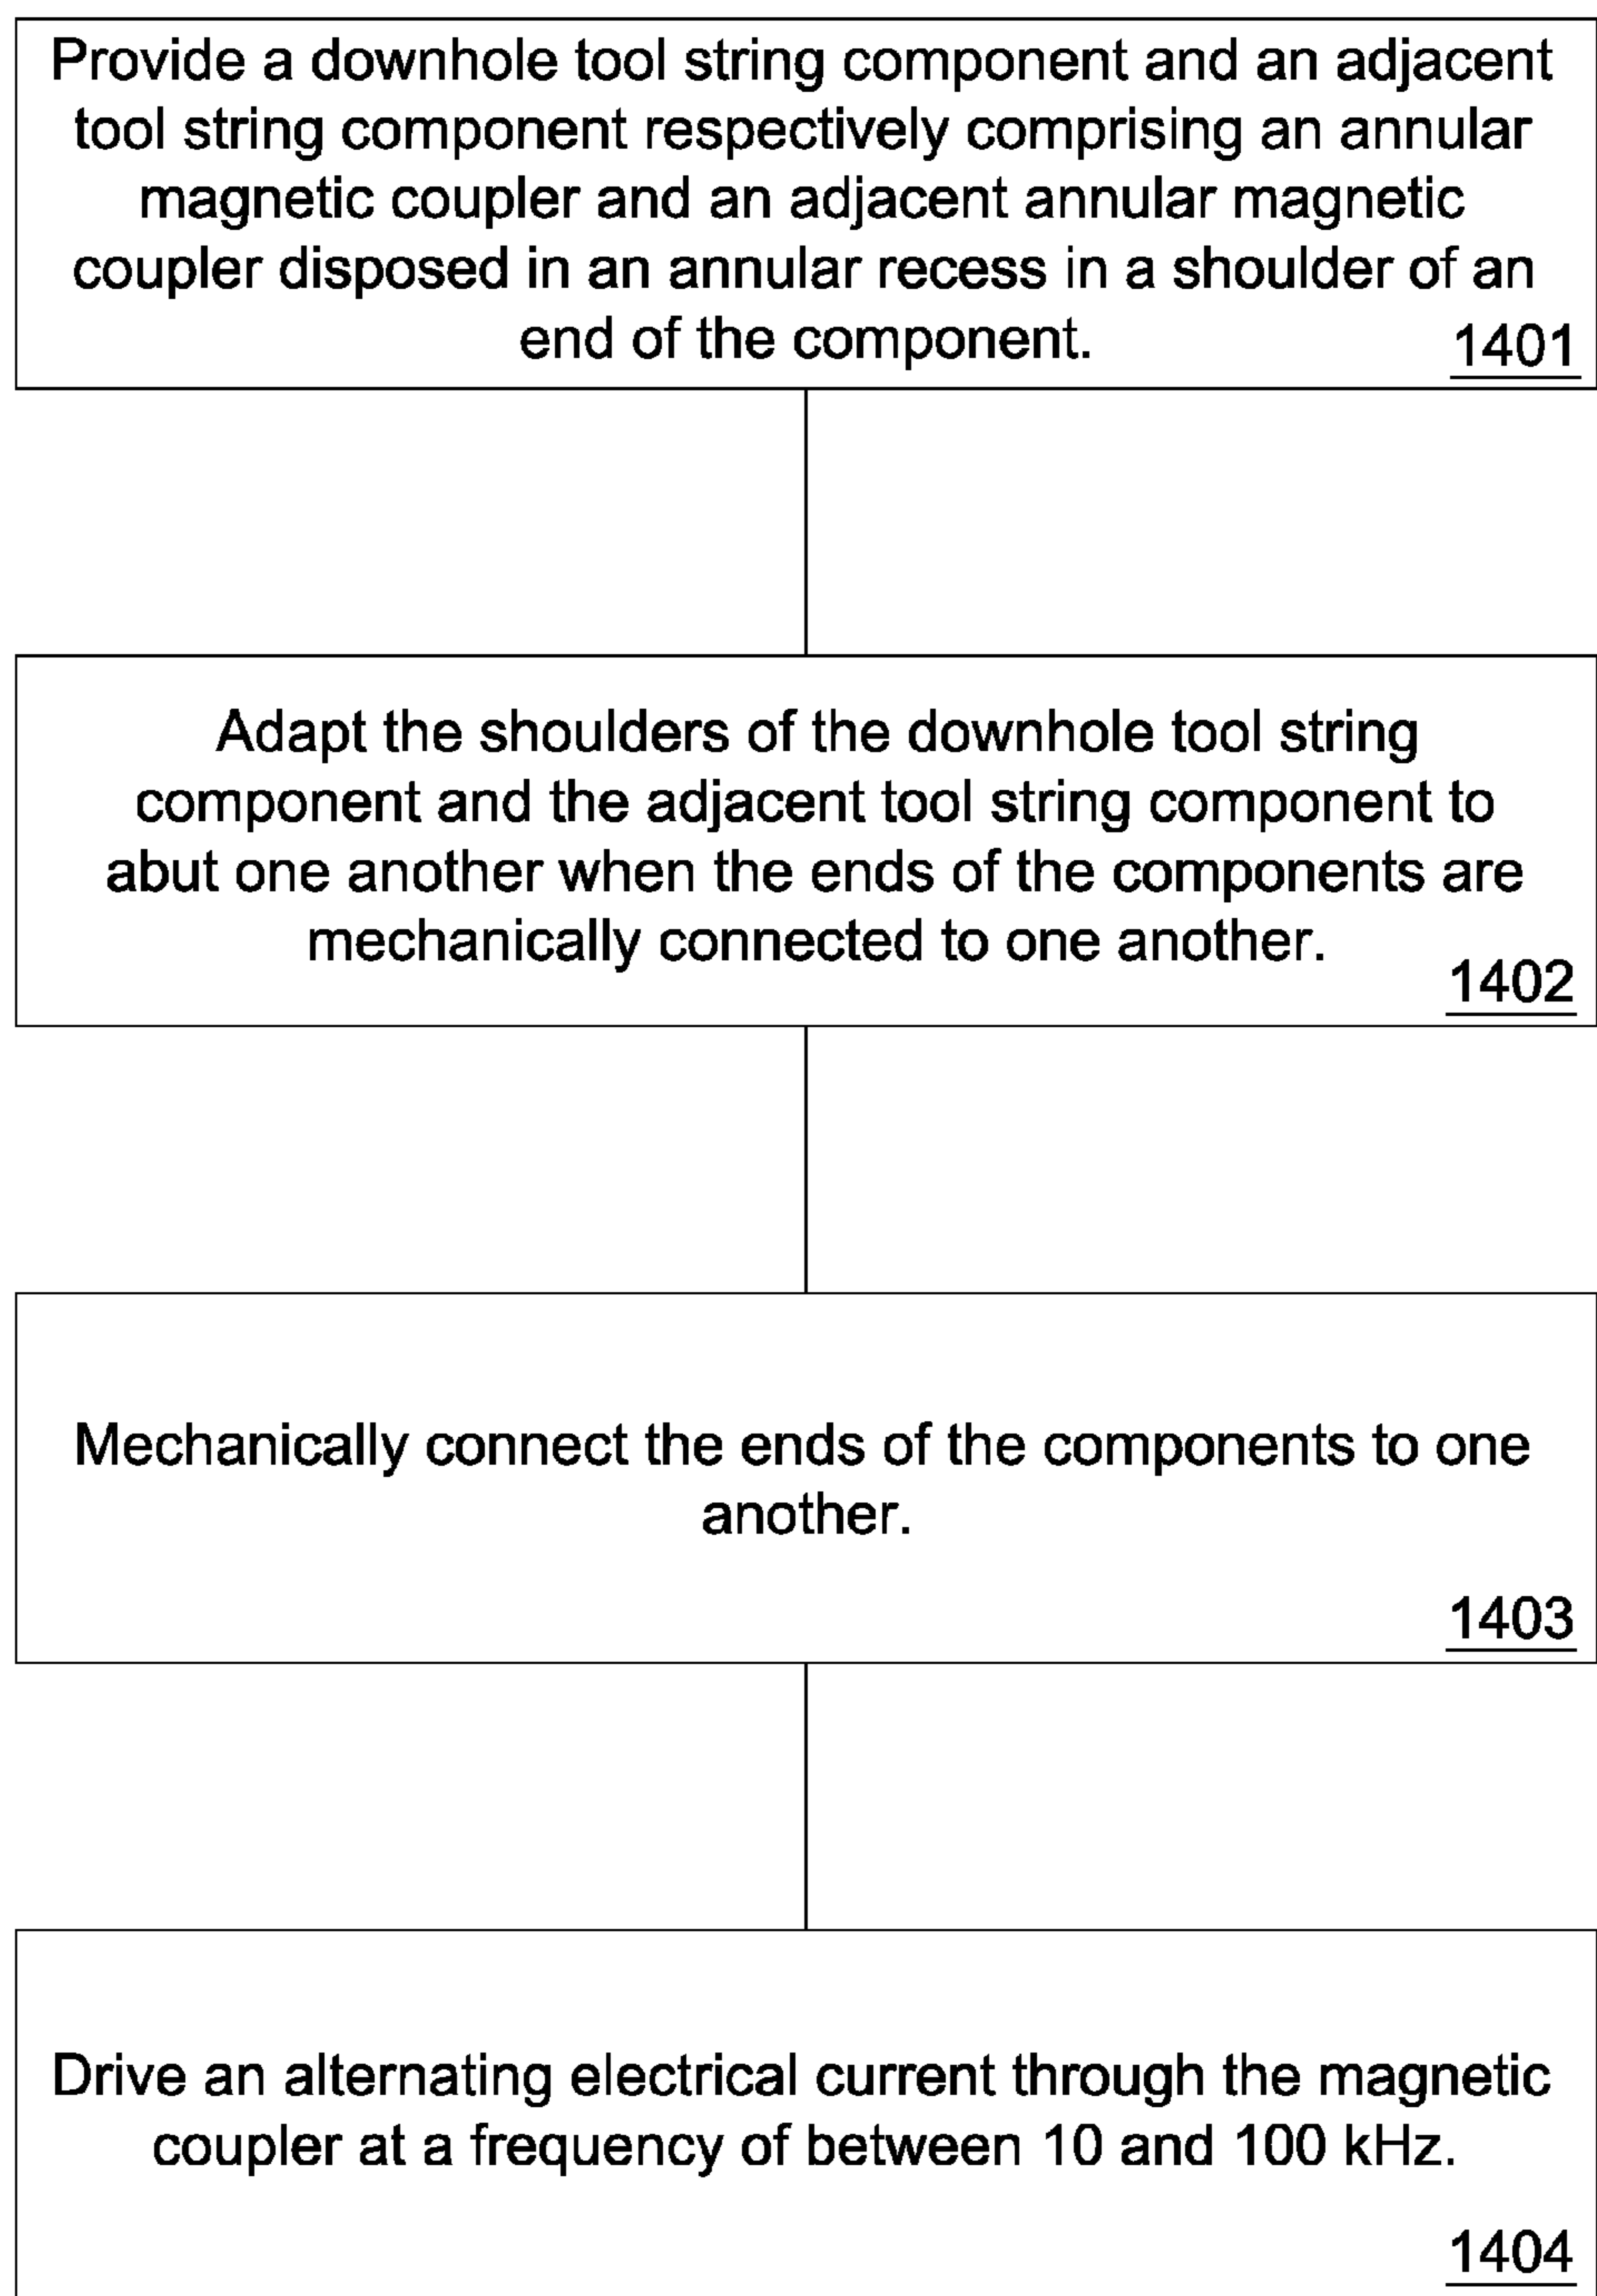 Provide a downhole tool string component and an adjacent
tool string component respectively comprising an annular
magnetic coupler and an adjacent annular magnetic
coupler disposed in an annular recess in a shoulder of an
end of the component.
1401
Adapt the shoulders of the downhole tool string
component and the adjacent tool string component to
abut one another when the ends of the components are
mechanically connected to one another.
1402
Mechanically connect the ends of the components to one
another.
1403
Drive an alternating electrical current through the magnetic
coupler at a frequency of between 10 and 100 kHz.
1404